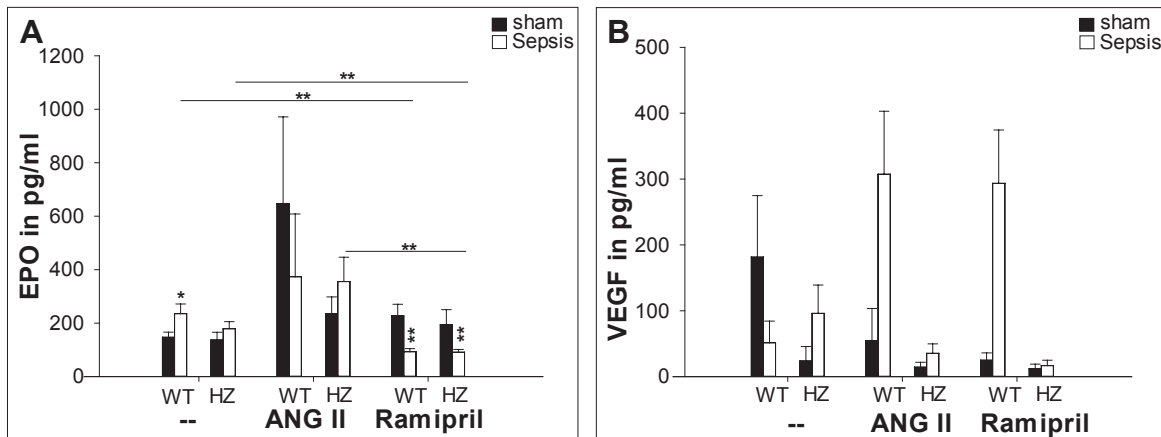 A
sham
Sepsis
EPO in pg/ml
1200
1000
800
600
400
200
0
**
**
**
*
**
**
WT HZ WT HZ WT HZ
-- ANG II Ramipril
B
sham
Sepsis
VEGF in pg/ml
500
400
300
200
100
0
WT HZ WT HZ WT HZ
-- ANG II Ramipril